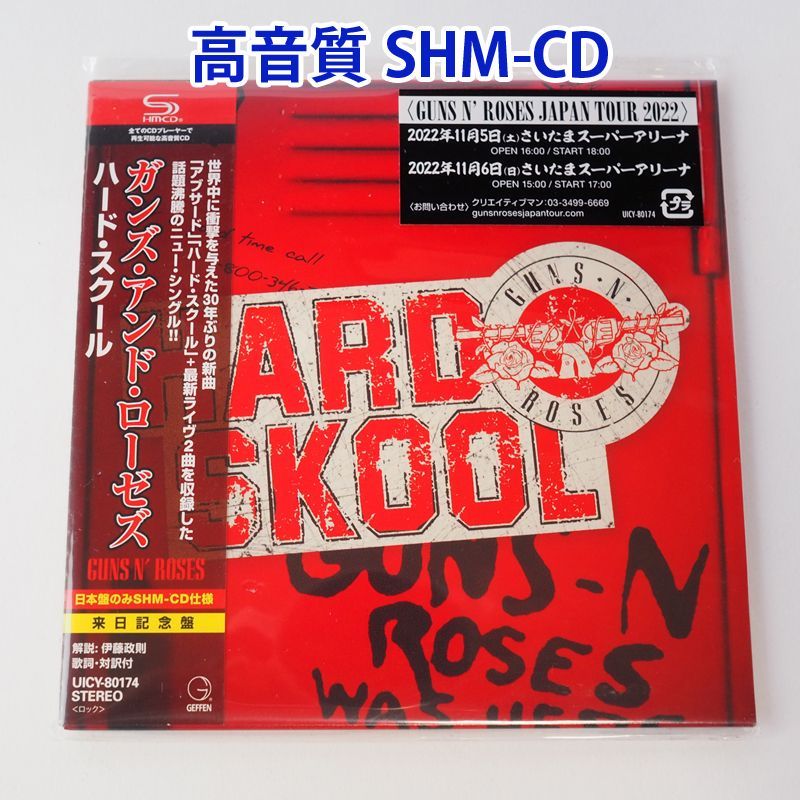 高音質 SHM-CD
SHMCD®
全てのCDプレーヤーで
再生可能な高音質CD
世界中に衝撃を与えた30年ぶりの新曲
「アブサード」「ハード・スクール」+最新ライヴ2曲を収録した
話題沸騰のニュー・シングル!!
ガンズ・アンド・ローゼズ
ハード・スクール
GUNS N' ROSES
日本盤のみSHM-CD仕様
来日記念盤
解説: 伊藤政則
歌詞・対訳付
UICY-80174
STEREO
<ロック>
GEFFEN
〈GUNS N' ROSES JAPAN TOUR 2022〉
2022年11月5日(土)さいたまスーパーアリーナ
OPEN 16:00 / START 18:00
2022年11月6日(日)さいたまスーパーアリーナ
OPEN 15:00 / START 17:00
〈お問い合わせ〉クリエイティブマン:03-3499-6669
gunsnrosesjapantour.com
UICY-80174
プラ
time call
800-346-
HARD
SKOOL
GUNS·N·
ROSES
GUNS-N
ROSES
WAS HERE